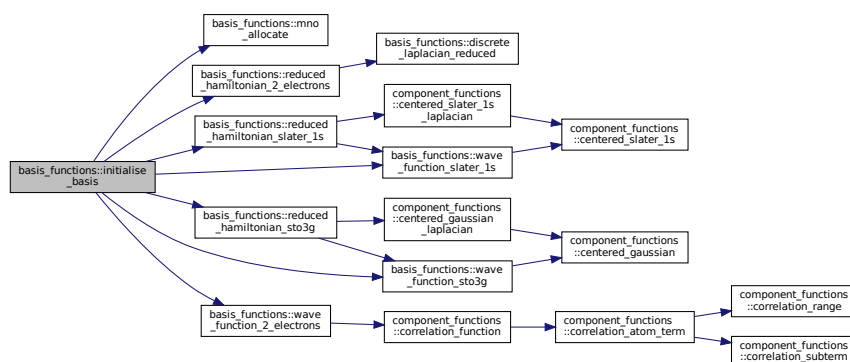 basis_functions::mno
_allocate
basis_functions::discrete
_laplacian_reduced
basis_functions::reduced
_hamiltonian_2_electrons
component_functions
::centered_slater_1s
_laplacian
basis_functions::reduced
_hamiltonian_slater_1s
component_functions
::centered_slater_1s
basis_functions::wave
_function_slater_1s
basis_functions::initialise
_basis
component_functions
::centered_gaussian
_laplacian
basis_functions::reduced
_hamiltonian_sto3g
component_functions
::centered_gaussian
basis_functions::wave
_function_sto3g
component_functions
::correlation_range
basis_functions::wave
_function_2_electrons
component_functions
::correlation_function
component_functions
::correlation_atom_term
component_functions
::correlation_subterm